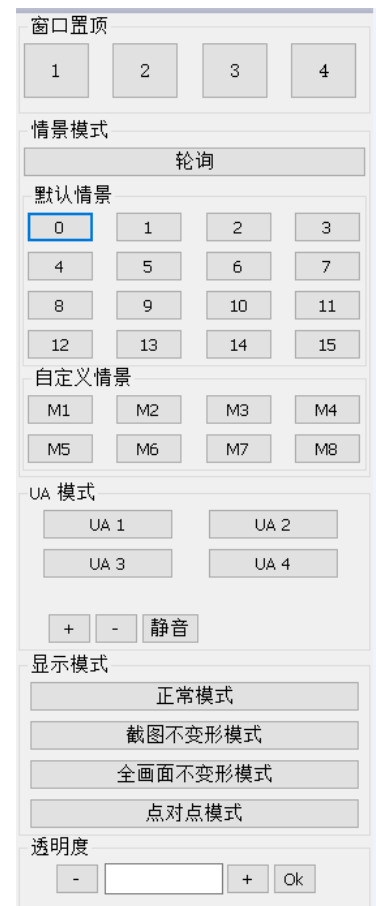 窗口置顶
1 2 3 4
情景模式
轮询
默认情景
0 1 2 3
4 5 6 7
8 9 10 11
12 13 14 15
自定义情景
M1 M2 M3 M4
M5 M6 M7 M8
UA 模式
UA 1 UA 2
UA 3 UA 4
+ - 静音
显示模式
正常模式
截图不变形模式
全画面不变形模式
点对点模式
透明度
- + Ok